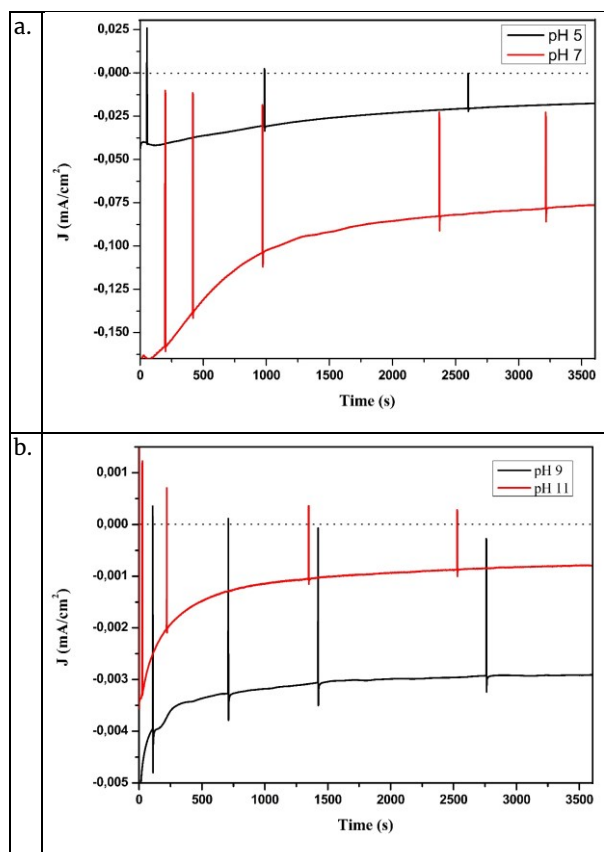 a.
0,025
0,000
-0,025
-0,050
-0,075
-0,100
-0,125
-0,150
J (mA/cm²)
pH 5
pH 7
0 500 1000 1500 2000 2500 3000 3500
Time (s)
b.
0,001
0,000
-0,001
-0,002
-0,003
-0,004
-0,005
J (mA/cm²)
pH 9
pH 11
0 500 1000 1500 2000 2500 3000 3500
Time (s)